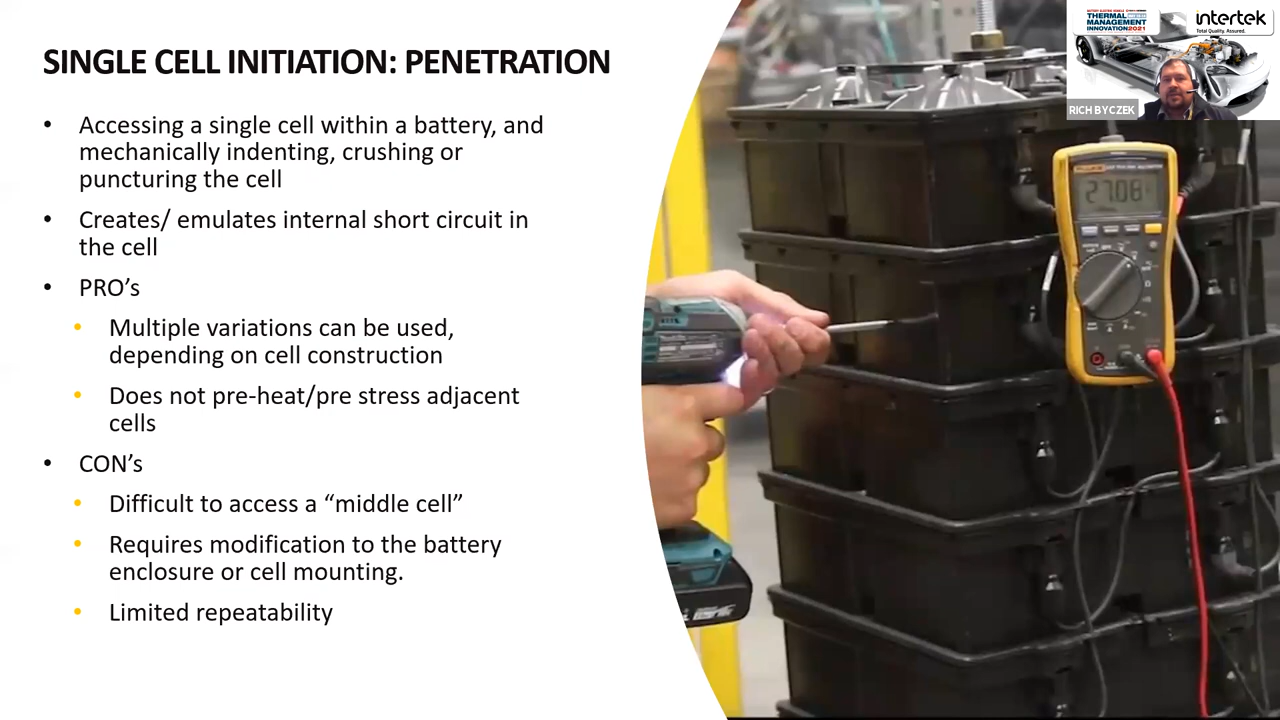 SINGLE CELL INITIATION: PENETRATION
• Accessing a single cell within a battery, and
mechanically indenting, crushing or
puncturing the cell
• Creates/ emulates internal short circuit in
the cell
• PRO’s
• Multiple variations can be used,
depending on cell construction
• Does not pre-heat/pre stress adjacent
cells
• CON’s
• Difficult to access a “middle cell”
• Requires modification to the battery
enclosure or cell mounting.
• Limited repeatability
THERMAL
MANAGEMENT
INNOVATION2021
intertek
Total Quality. Assured.
RICH BYCZEK
27.08
FLUKE